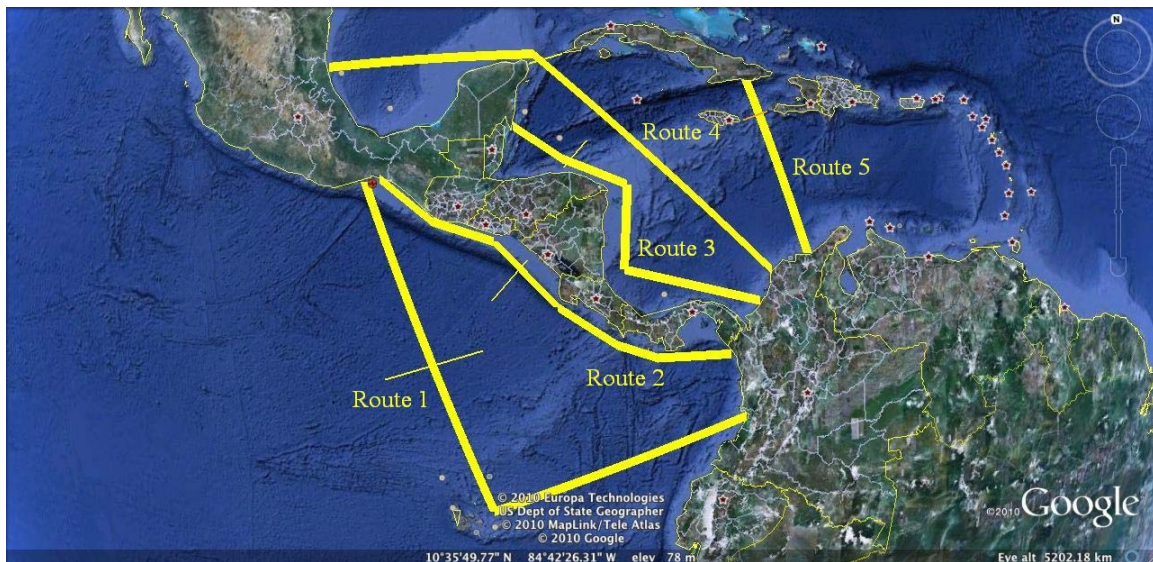 N
Route 4
Route 5
Route 3
Route 2
Route 1
© 2010 Europa Technologies
US Dept of State Geographer
© 2010 MapLink/Tele Atlas
© 2010 Google
©2010 Google
10°35'49.77" N 84°42'26.31" W elev 78 m
Eye alt 5202.18 km